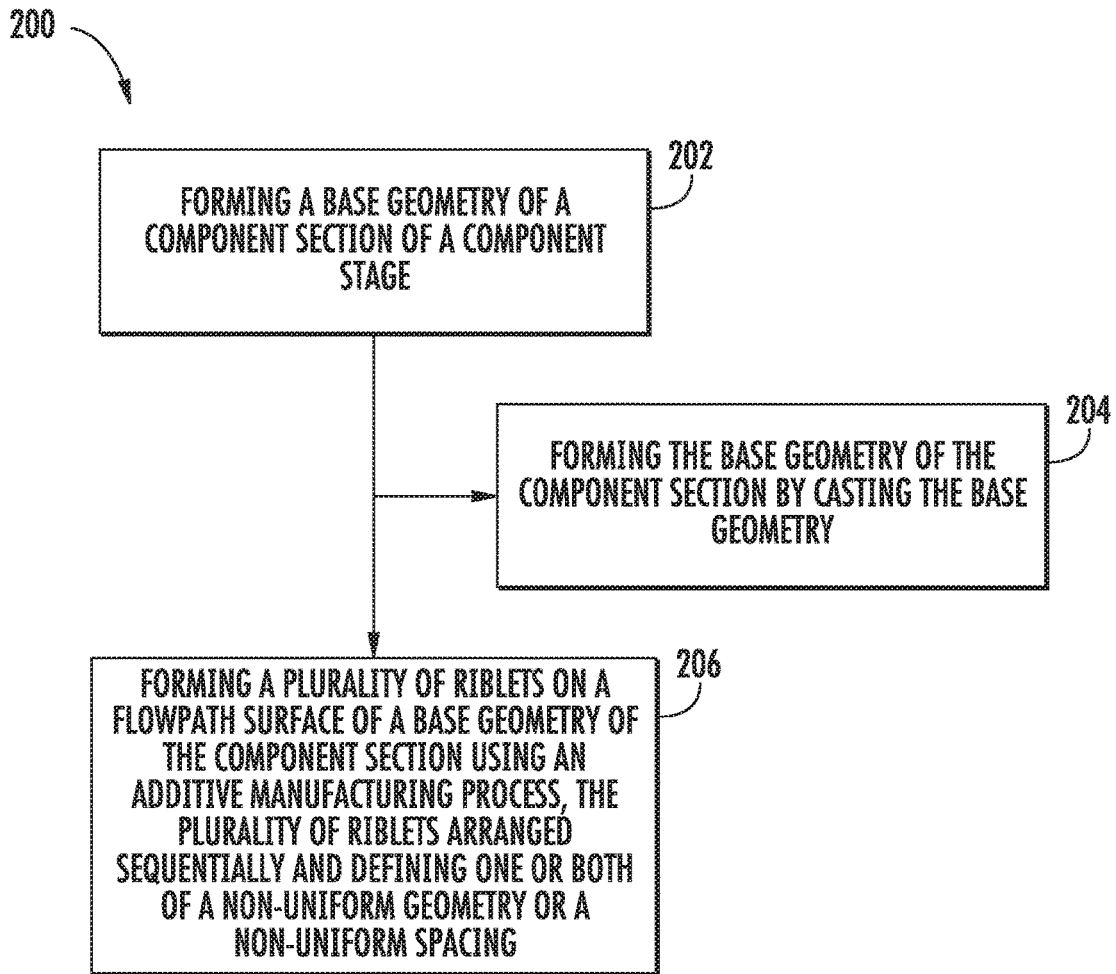 200
202
FORMING A BASE GEOMETRY OF A
COMPONENT SECTION OF A COMPONENT
STAGE
204
FORMING THE BASE GEOMETRY OF THE
COMPONENT SECTION BY CASTING THE BASE
GEOMETRY
206
FORMING A PLURALITY OF RIBLETS ON A
FLOWPATH SURFACE OF A BASE GEOMETRY OF
THE COMPONENT SECTION USING AN
ADDITIVE MANUFACTURING PROCESS, THE
PLURALITY OF RIBLETS ARRANGED
SEQUENTIALLY AND DEFINING ONE OR BOTH
OF A NON-UNIFORM GEOMETRY OR A
NON-UNIFORM SPACING